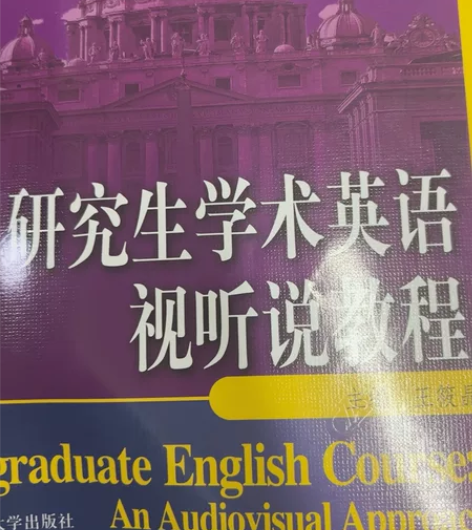 研究生学术英语
视听说教程
graduate English Course
大学出版社
An Audiovisual Approac